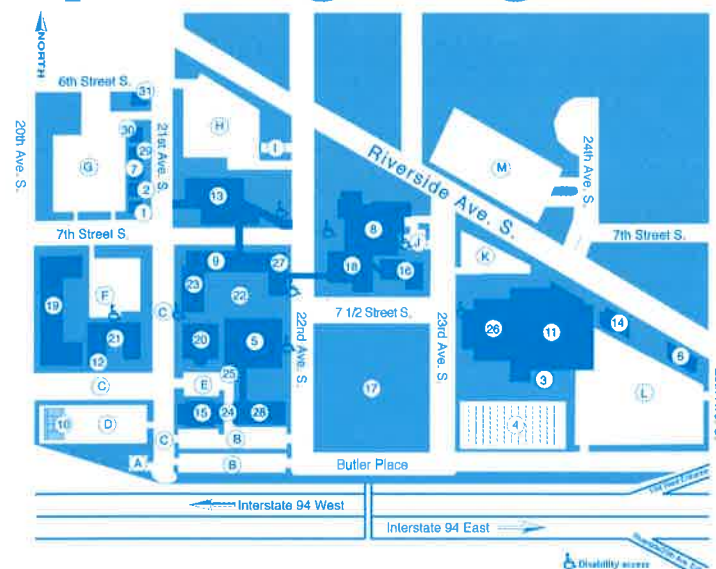 NORTH
6th Street S.
31
20th Ave. S.
21st Ave. S.
30
29
7
2
1
G
H
I
Riverside Ave. S.
M
24th Ave. S.
13
8
J
K
7th Street S.
7th Street S.
9
27
18
16
19
F
C
23
22
22nd Ave. S.
7 1/2 Street S.
23rd Ave. S.
26
11
14
6
21
12
20
5
17
3
L
C
E
25
10
D
15
24
28
4
C
B
A
B
Butler Place
Interstate 94 West
Interstate 94 East
Disability access